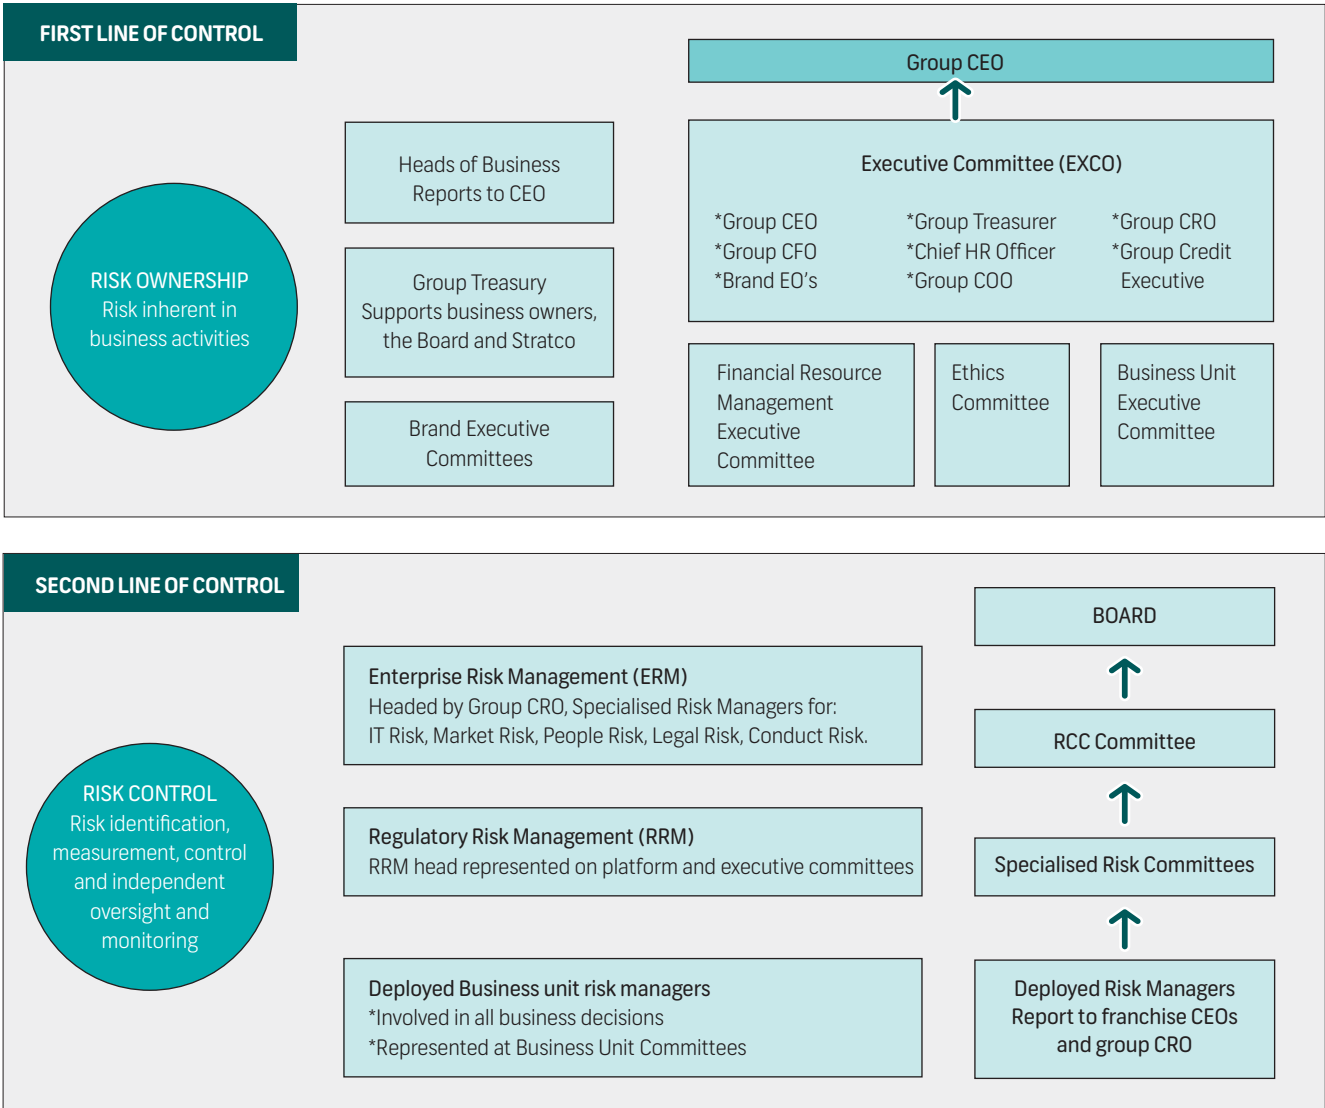 FIRST LINE OF CONTROL
RISK OWNERSHIP
Risk inherent in
business activities
Heads of Business
Reports to CEO
Group Treasury
Supports business owners,
the Board and Stratco
Brand Executive
Committees
Group CEO
Executive Committee (EXCO)
*Group CEO
*Group CFO
*Brand EO's
*Group Treasurer
*Chief HR Officer
*Group COO
*Group CRO
*Group Credit
Executive
Financial Resource
Management
Executive
Committee
Ethics
Committee
Business Unit
Executive
Committee
SECOND LINE OF CONTROL
RISK CONTROL
Risk identification,
measurement, control
and independent
oversight and
monitoring
Enterprise Risk Management (ERM)
Headed by Group CRO, Specialised Risk Managers for:
IT Risk, Market Risk, People Risk, Legal Risk, Conduct Risk.
Regulatory Risk Management (RRM)
RRM head represented on platform and executive committees
Deployed Business unit risk managers
*Involved in all business decisions
*Represented at Business Unit Committees
BOARD
RCC Committee
Specialised Risk Committees
Deployed Risk Managers
Report to franchise CEOs
and group CRO